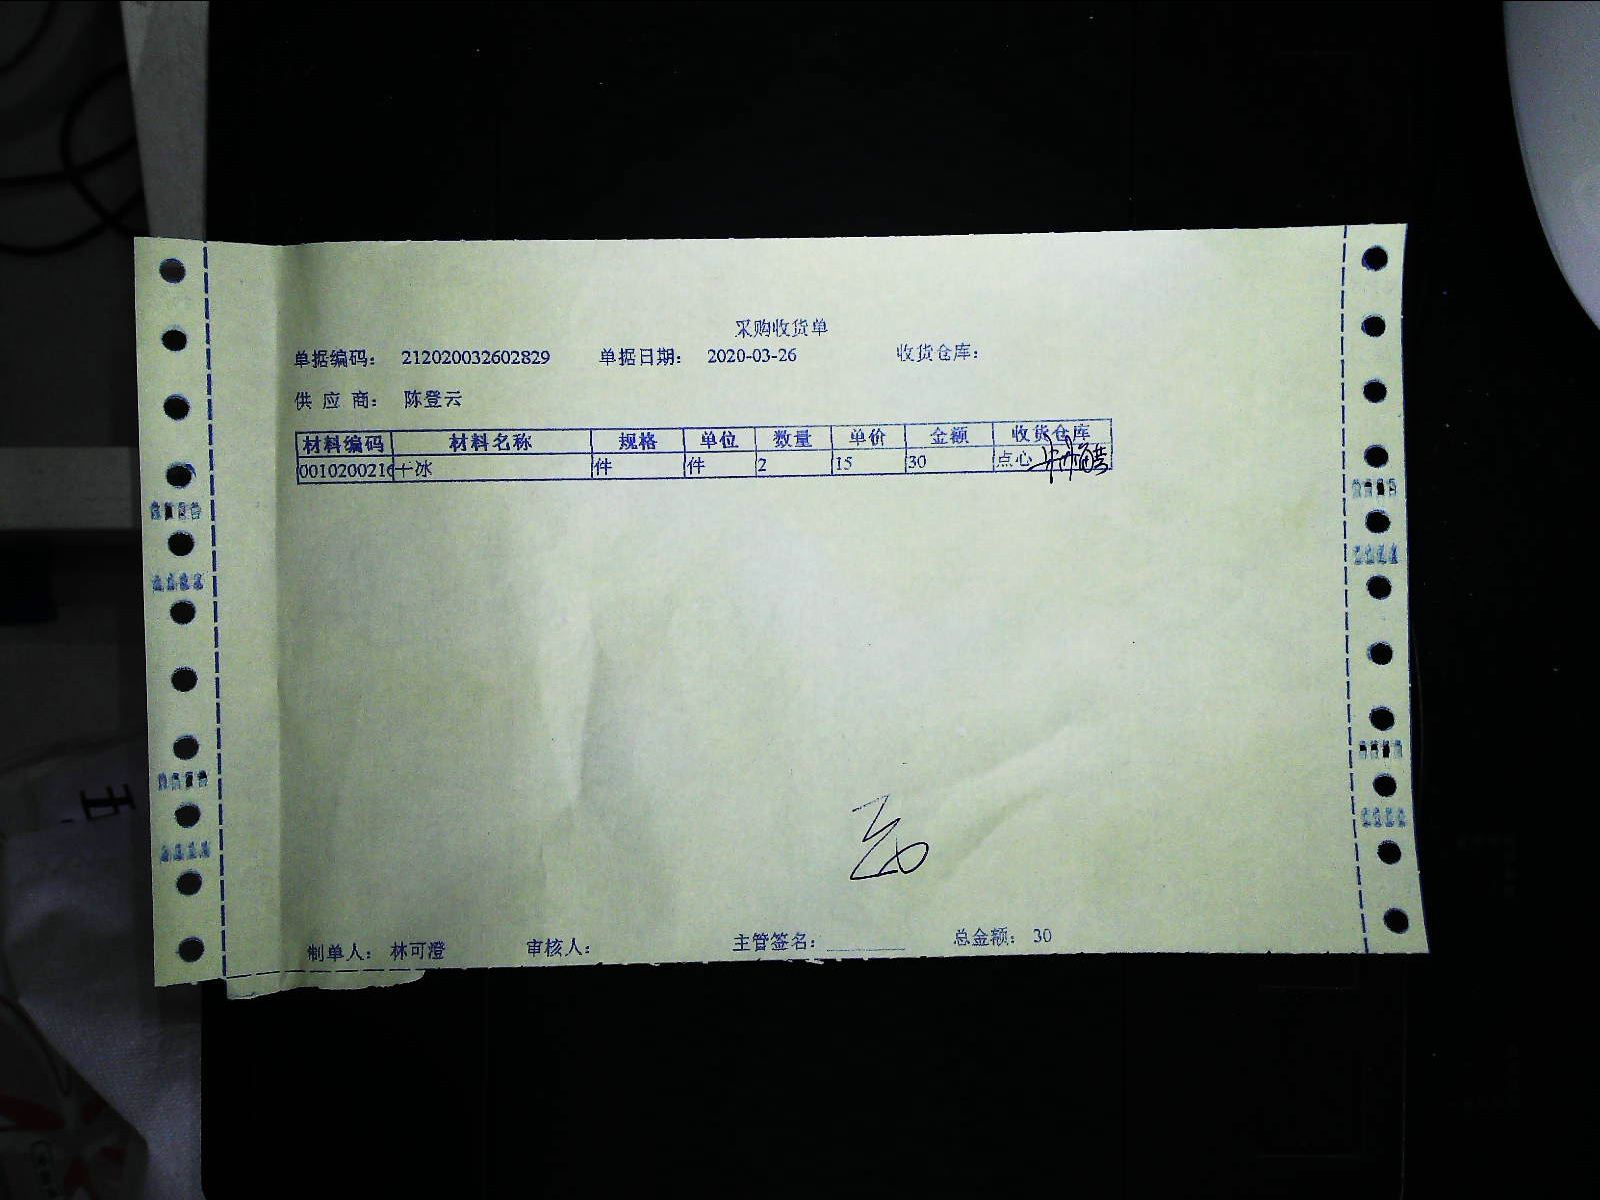 采购收货单
单据编码： 212020032602829 单据日期： 2020-03-26 收货仓库：
供 应 商： 陈登云
材料编码 材料名称 规格 单位 数量 单价 金额 收货仓库
0010200216 干冰 件 件 2 15 30 点心
制单人： 林可澄 审核人： 主管签名： 总金额： 30